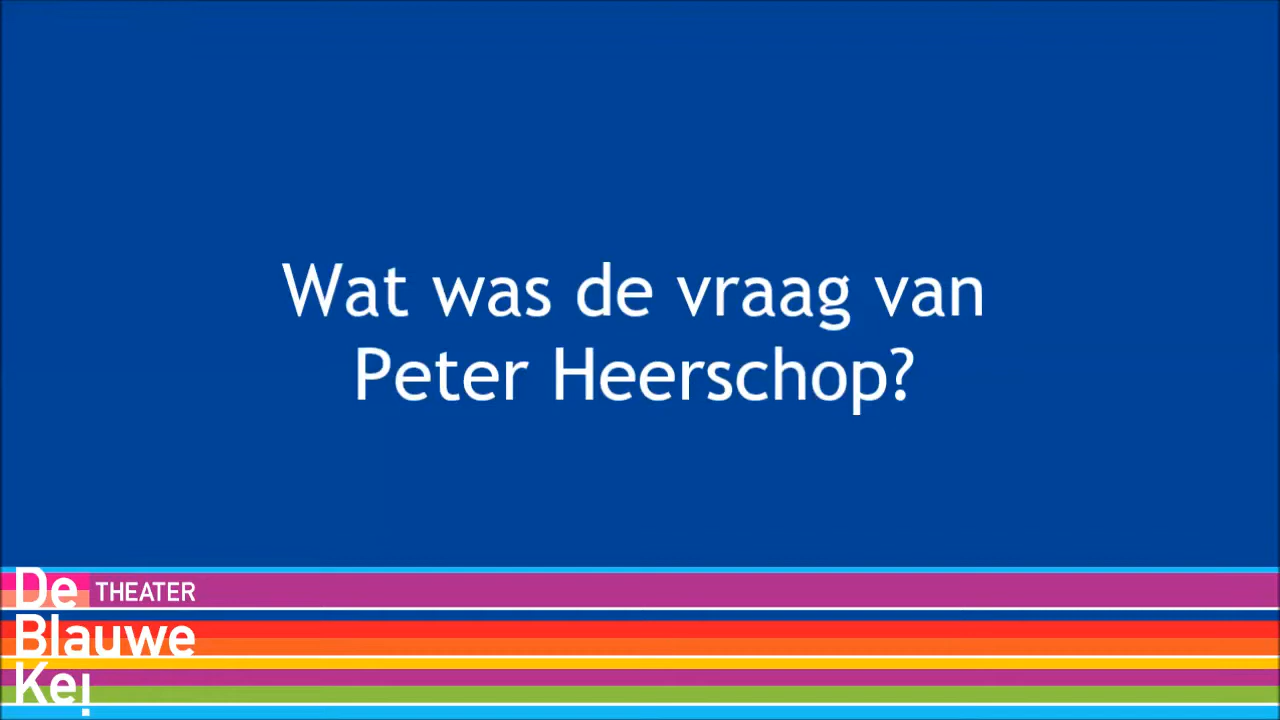 Wat was de vraag van
Peter Heerschop?
De THEATER
Blauwe
Kei